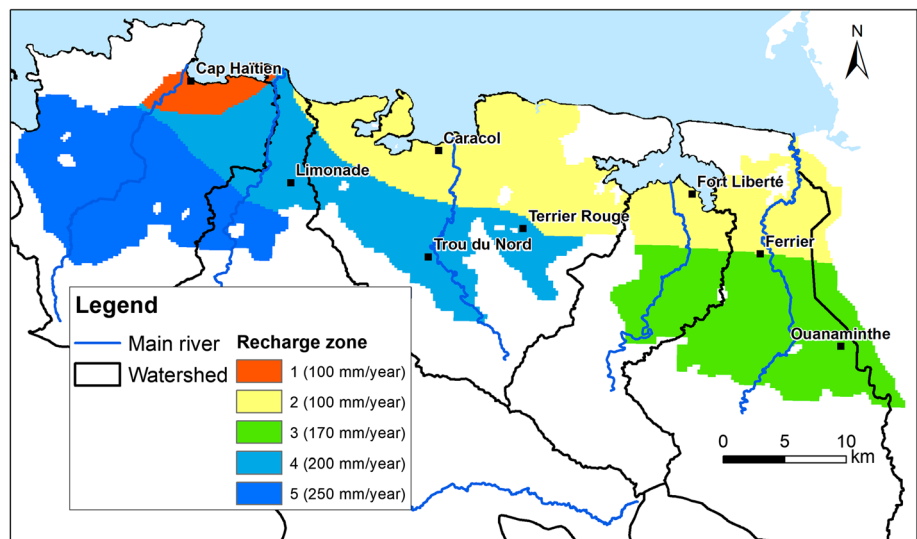 N
Cap Haïtien
Caracol
Limonade
Fort Liberté
Terrier Rouge
Trou du Nord
Ferrier
Ouanaminthe
Legend
Main river
Watershed
Recharge zone
1 (100 mm/year)
2 (100 mm/year)
3 (170 mm/year)
4 (200 mm/year)
5 (250 mm/year)
0 5 10
km